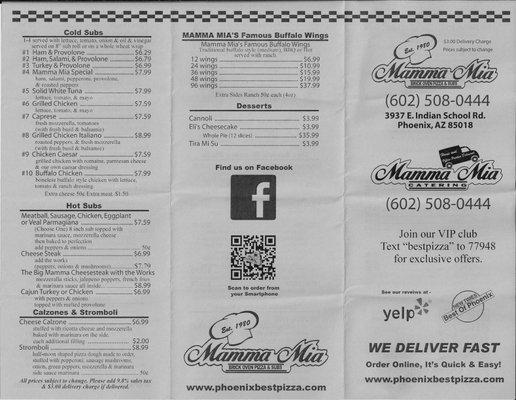 Cold Subs
1-4 served with lettuce, tomato, onion & oil & vinegar
served on 8" sub roll or on a whole wheat wrap
#1 Ham & Provolone $6.29
#2 Ham, Salami, & Provolone $6.79
#3 Turkey & Provolone $6.99
#4 Mamma Mia Special $7.99
ham, salami, pepperoni, provolone,
& roasted peppers
#5 Solid White Tuna $7.99
lettuce, tomato, & mayo
#6 Grilled Chicken $7.59
lettuce, tomato, & mayo
#7 Caprese $7.59
fresh mozzarella, tomatoes
(with fresh basil & balsamic)
#8 Grilled Chicken Italiano $8.99
roasted peppers, & fresh mozzerella
(with fresh basil & balsamic)
#9 Chicken Caesar $7.59
grilled chicken with romaine, parmesan cheese
& our own caesar dressing
#10 Buffalo Chicken $7.99
boneless buffalo style chicken with lettuce,
tomato & ranch dressing.
Extra cheese 50¢ Extra meat $1.50
Hot Subs
Meatball, Sausage, Chicken, Eggplant
or Veal Parmagiana $7.59
(Choose One) 8 inch sub topped with
marinara sauce, mozzerella cheese
then baked to perfection
add peppers & onions 50¢
Cheese Steak $6.99
add the works
(peppers, onions & mushrooms) $7.79
The Big Mamma Cheesesteak with the Works
mozzerella sticks, jalapeno poppers, french fries
& marinara sauce all inside $8.99
Cajun Turkey or Chicken $6.99
with peppers & onions
topped with melted provolone
Calzones & Stromboli
Cheese Calzone $6.99
stuffed with ricotta cheese and mozzerella
baked with marinara on the side.
each additional filling $2.00
Stromboli $8.99
half-moon shaped pizza dough made to order,
stuffed with pepperoni, sausage mushrooms,
onion, green peppers, mozzerella & marinara
side sauce marinara 50¢
All prices subject to change. Please add 9.8% sales tax
& $3.00 delivery charge if delivered.
MAMMA MIA'S Famous Buffalo Wings
Mamma Mia's Famous Buffalo Wings
Traditional buffalo style (medium), BBQ or Hot
served with ranch.
12 wings $6.99
24 wings $10.99
36 wings $15.99
48 wings $19.99
96 wings $37.99
Extra Sides Ranch 50¢ each (4oz)
Desserts
Cannoli $3.99
Eli's Cheesecake $3.99
Whole Pie (12 slices) $35.99
Tira Mi Su $3.99
Find us on Facebook
f
Scan to order from
your Smartphone
Est. 1980
Mamma Mia
BRICK OVEN PIZZA & SUBS
www.phoenixbestpizza.com
$3.00 Delivery Charge
Prices subject to change
Est. 1980
Mamma Mia
BRICK OVEN PIZZA & SUBS
(602) 508-0444
3937 E. Indian School Rd.
Phoenix, AZ 85018
Mamma Mia
CATERING
(602) 508-0444
Join our VIP club
Text "bestpizza" to 77948
for exclusive offers.
See our reveiws at -
yelp
NEW TIMES
Best Of Phoenix
WE DELIVER FAST
Order Online, It's Quick & Easy!
www.phoenixbestpizza.com